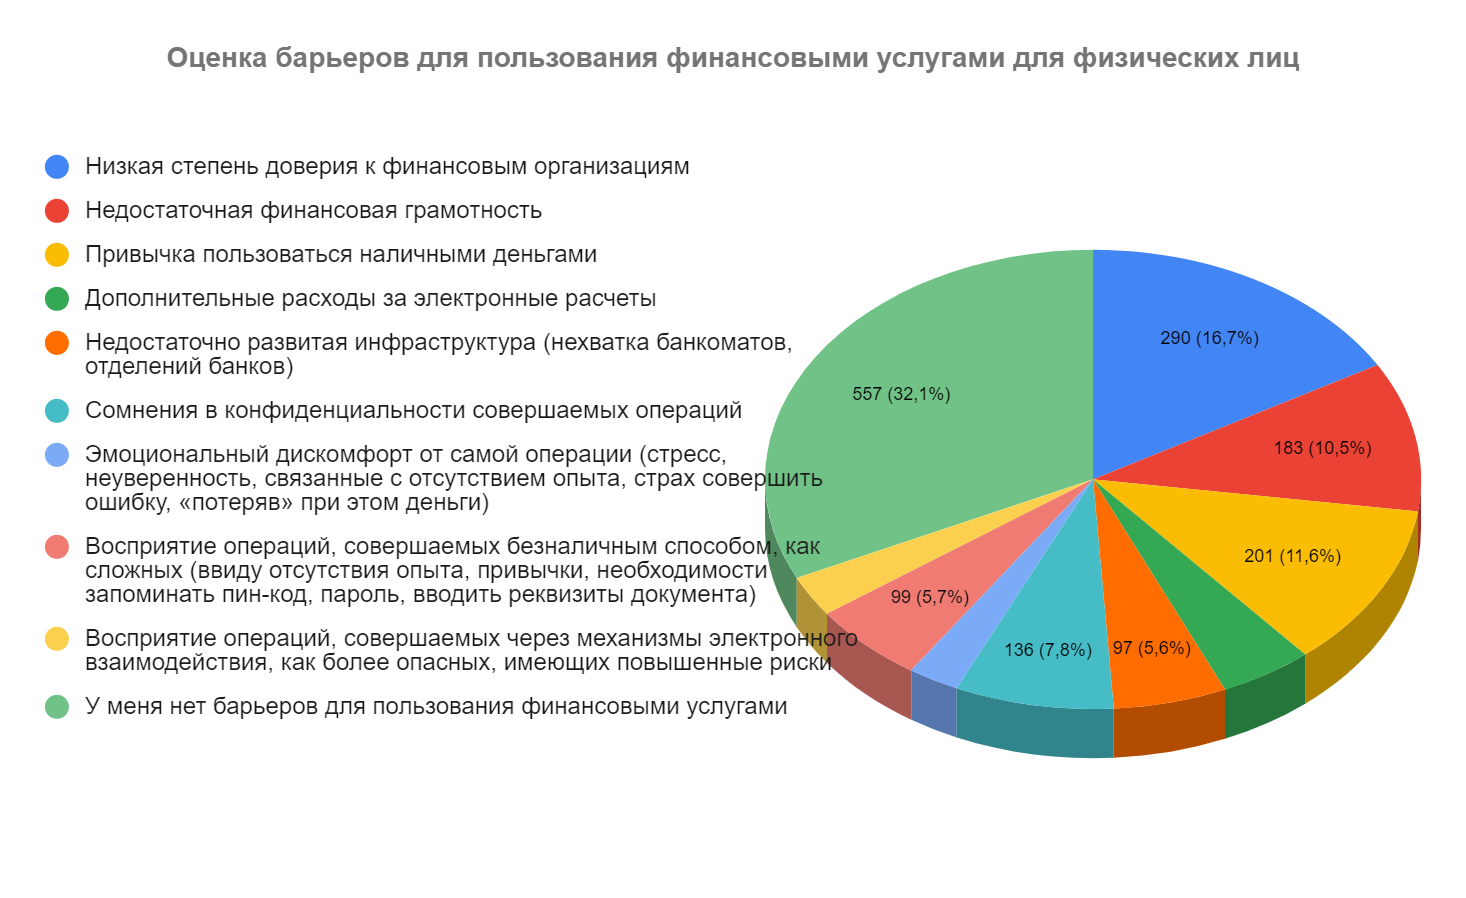 Оценка барьеров для пользования финансовыми услугами для физических лиц
Низкая степень доверия к финансовым организациям
Недостаточная финансовая грамотность
Привычка пользоваться наличными деньгами
Дополнительные расходы за электронные расчеты
Недостаточно развитая инфраструктура (нехватка банкоматов,
отделений банков)
Сомнения в конфиденциальности совершаемых операций
Эмоциональный дискомфорт от самой операции (стресс,
неуверенность, связанные с отсутствием опыта, страх совершить
ошибку, «потеряв» при этом деньги)
Восприятие операций, совершаемых безналичным способом, как
сложных (ввиду отсутствия опыта, привычки, необходимости
запоминать пин-код, пароль, вводить реквизиты документа)
Восприятие операций, совершаемых через механизмы электронного
взаимодействия, как более опасных, имеющих повышенные риски
У меня нет барьеров для пользования финансовыми услугами
290 (16,7%)
183 (10,5%)
201 (11,6%)
97 (5,6%)
136 (7,8%)
99 (5,7%)
557 (32,1%)